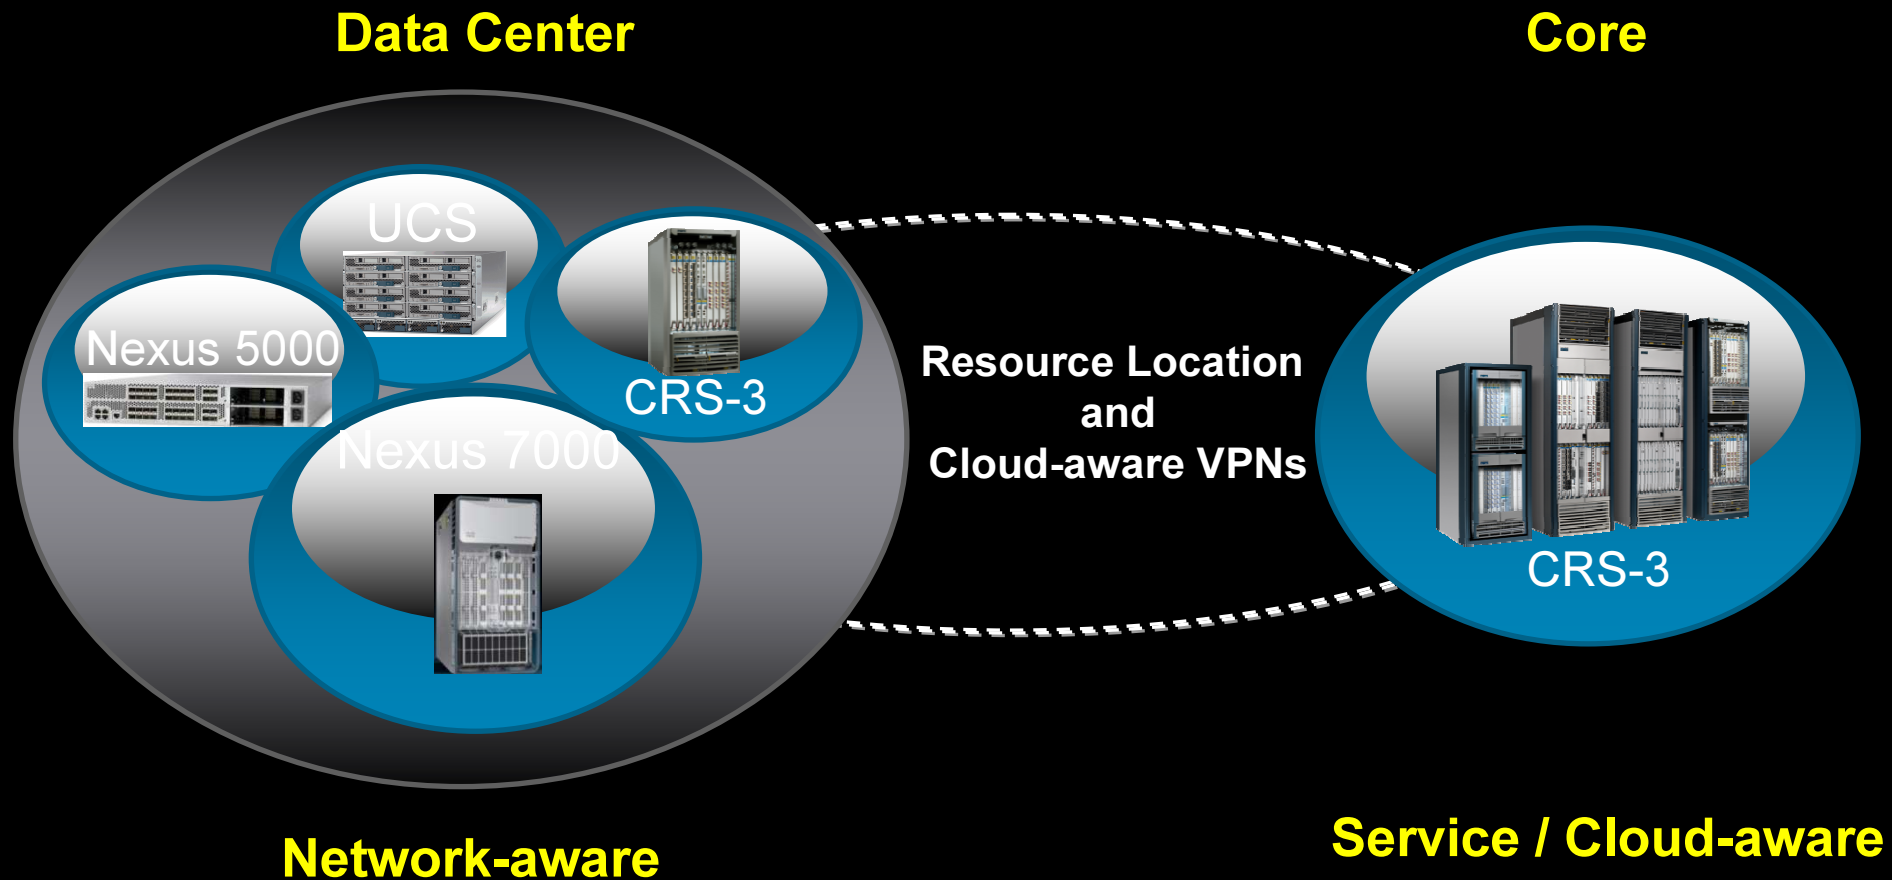 Data Center
Core
UCS
Nexus 5000
CRS-3
Nexus 7000
Resource Location
and
Cloud-aware VPNs
CRS-3
Network-aware
Service / Cloud-aware